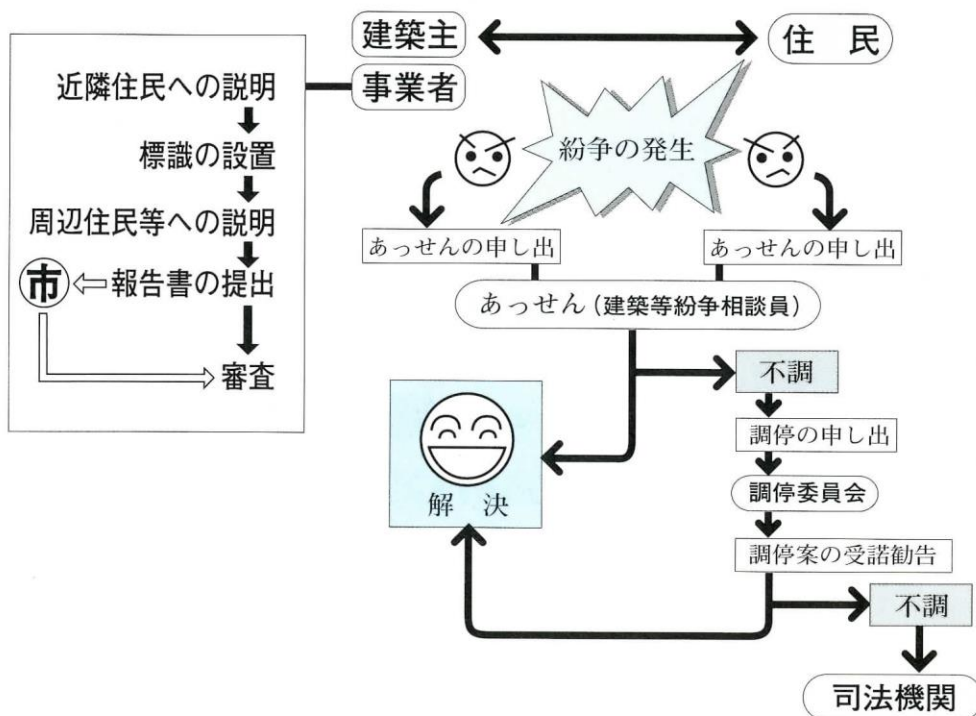 建築主
住　民
事業者
近隣住民への説明
標識の設置
周辺住民等への説明
市
報告書の提出
審査
紛争の発生
あっせんの申し出
あっせんの申し出
あっせん（建築等紛争相談員）
不調
調停の申し出
調停委員会
調停案の受諾勧告
解　決
不調
司法機関